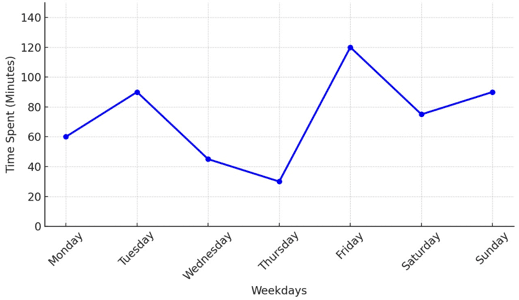 Time Spent (Minutes)
140
120
100
80
60
40
20
0
Monday
Tuesday
Wednesday
Thursday
Friday
Saturday
Sunday
Weekdays